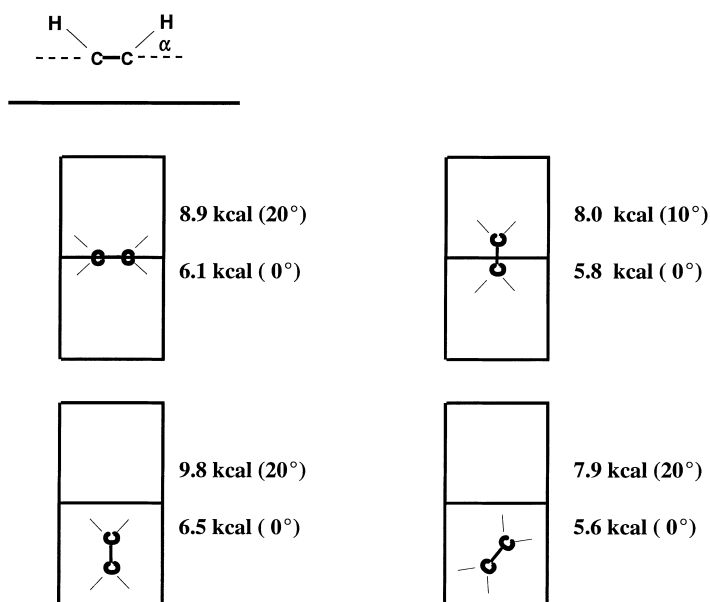 H H
α
C C
8.9 kcal (20°)
8.0 kcal (10°)
C C
C
6.1 kcal ( 0°)
5.8 kcal ( 0°)
C
9.8 kcal (20°)
7.9 kcal (20°)
6.5 kcal ( 0°)
5.6 kcal ( 0°)
C C
C C